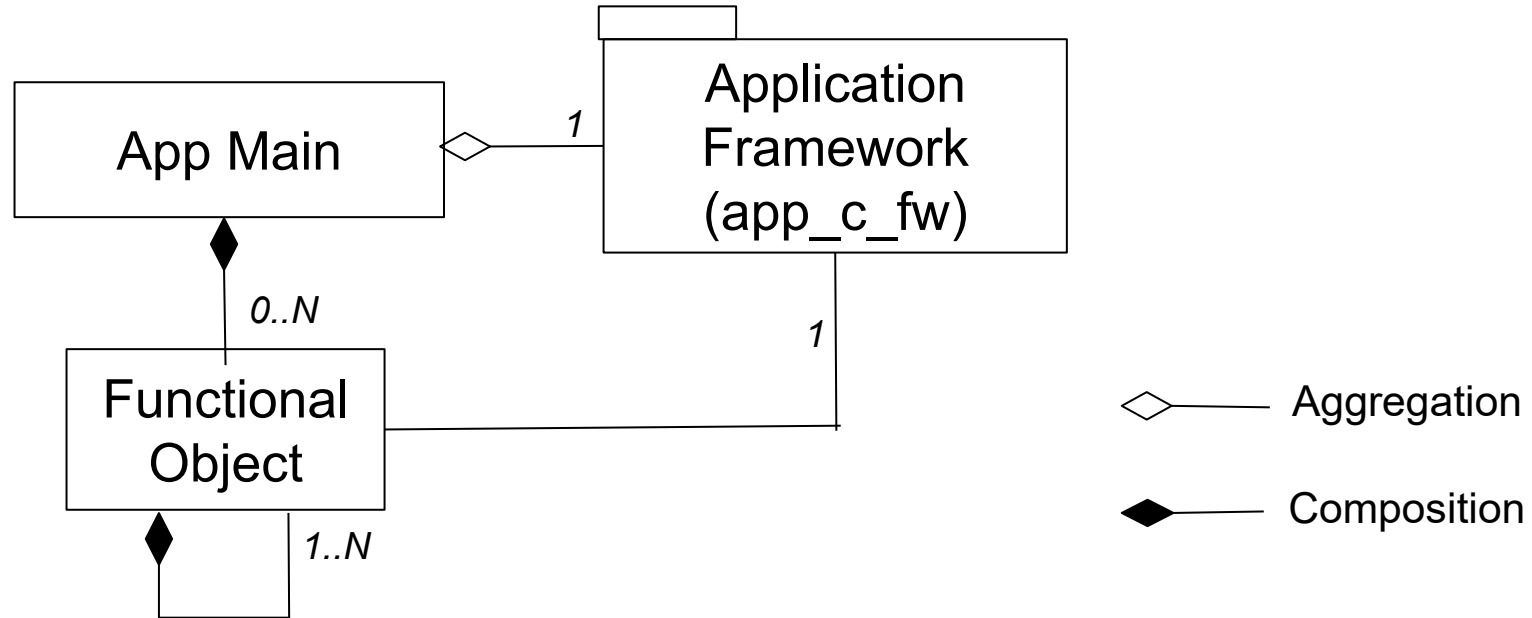 App Main
1
Application
Framework
(app_c_fw)
0..N
1
Functional
Object
1..N
Aggregation
Composition